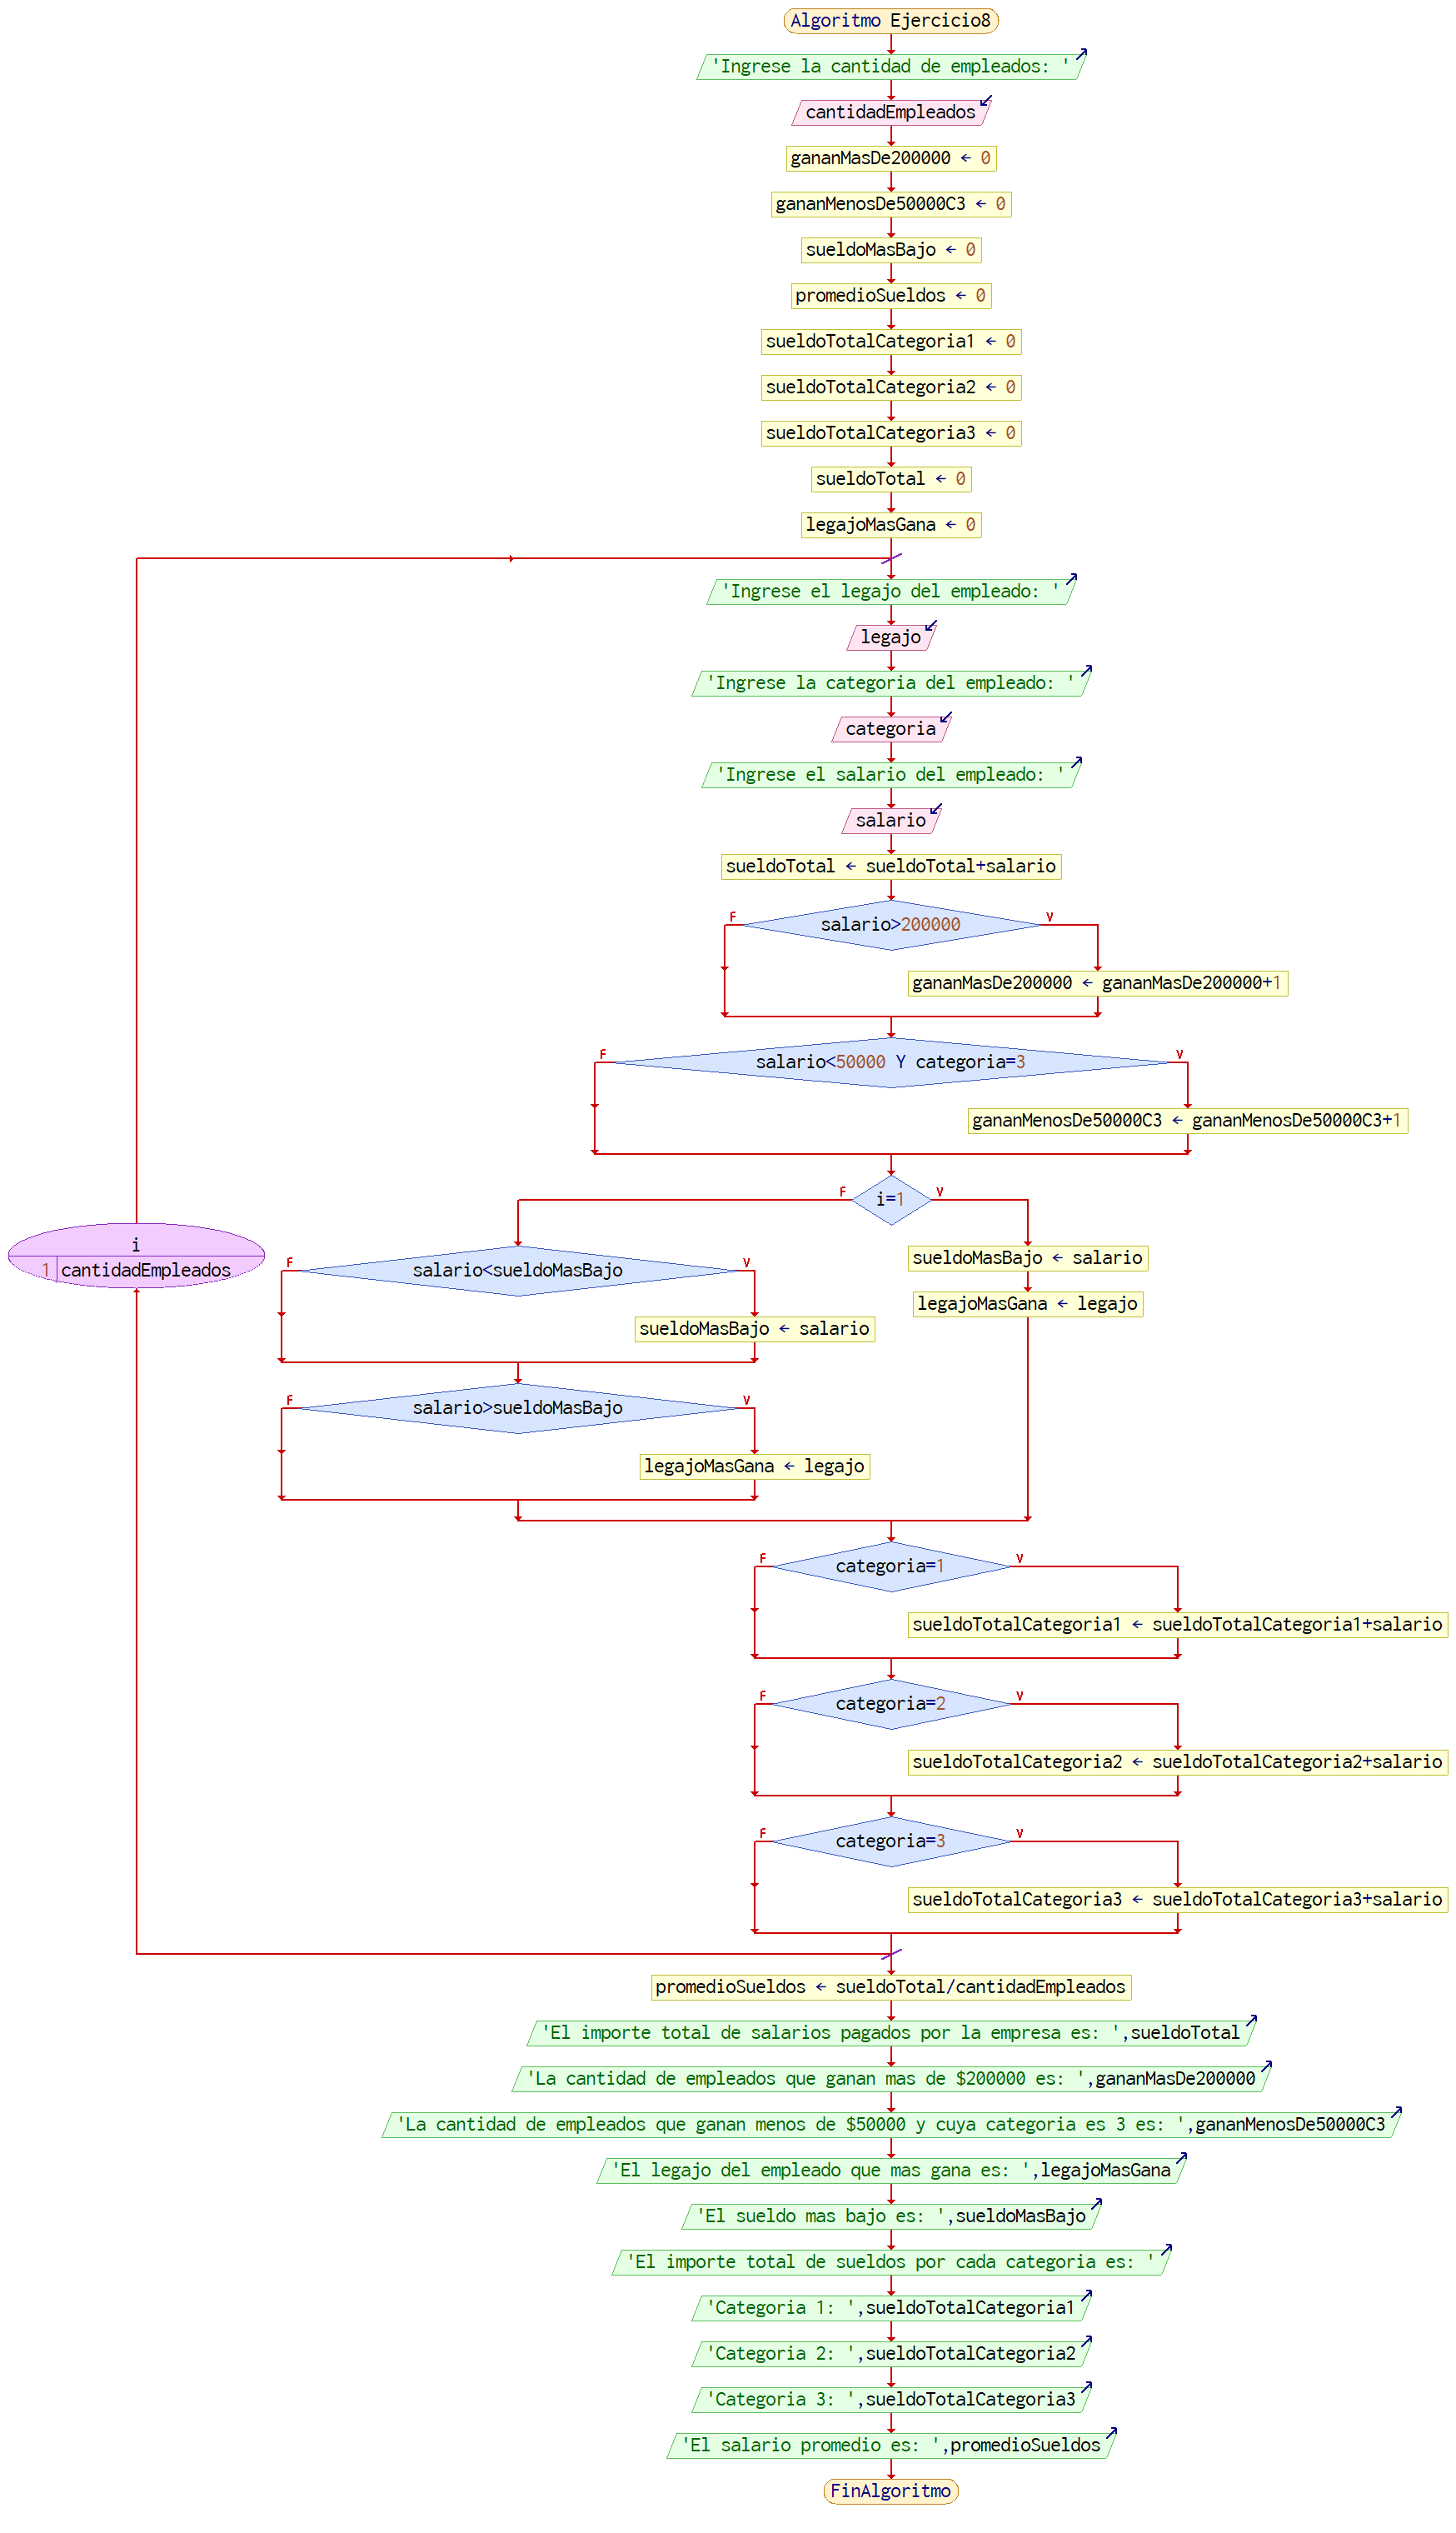 Algoritmo Ejercicio8
'Ingrese la cantidad de empleados: '
cantidadEmpleados
gananMasDe200000 ← 0
gananMenosDe50000C3 ← 0
sueldoMasBajo ← 0
promedioSueldos ← 0
sueldoTotalCategoria1 ← 0
sueldoTotalCategoria2 ← 0
sueldoTotalCategoria3 ← 0
sueldoTotal ← 0
legajoMasGana ← 0
'Ingrese el legajo del empleado: '
legajo
'Ingrese la categoria del empleado: '
categoria
'Ingrese el salario del empleado: '
salario
sueldoTotal ← sueldoTotal+salario
F
V
salario>200000
gananMasDe200000 ← gananMasDe200000+1
F
V
salario<50000 Y categoria=3
gananMenosDe50000C3 ← gananMenosDe50000C3+1
F
V
i=1
i
1 cantidadEmpleados
F
V
salario<sueldoMasBajo
sueldoMasBajo ← salario
sueldoMasBajo ← salario
legajoMasGana ← legajo
F
V
salario>sueldoMasBajo
legajoMasGana ← legajo
F
V
categoria=1
sueldoTotalCategoria1 ← sueldoTotalCategoria1+salario
F
V
categoria=2
sueldoTotalCategoria2 ← sueldoTotalCategoria2+salario
F
V
categoria=3
sueldoTotalCategoria3 ← sueldoTotalCategoria3+salario
promedioSueldos ← sueldoTotal/cantidadEmpleados
'El importe total de salarios pagados por la empresa es: ',sueldoTotal
'La cantidad de empleados que ganan mas de $200000 es: ',gananMasDe200000
'La cantidad de empleados que ganan menos de $50000 y cuya categoria es 3 es: ',gananMenosDe50000C3
'El legajo del empleado que mas gana es: ',legajoMasGana
'El sueldo mas bajo es: ',sueldoMasBajo
'El importe total de sueldos por cada categoria es: '
'Categoria 1: ',sueldoTotalCategoria1
'Categoria 2: ',sueldoTotalCategoria2
'Categoria 3: ',sueldoTotalCategoria3
'El salario promedio es: ',promedioSueldos
FinAlgoritmo